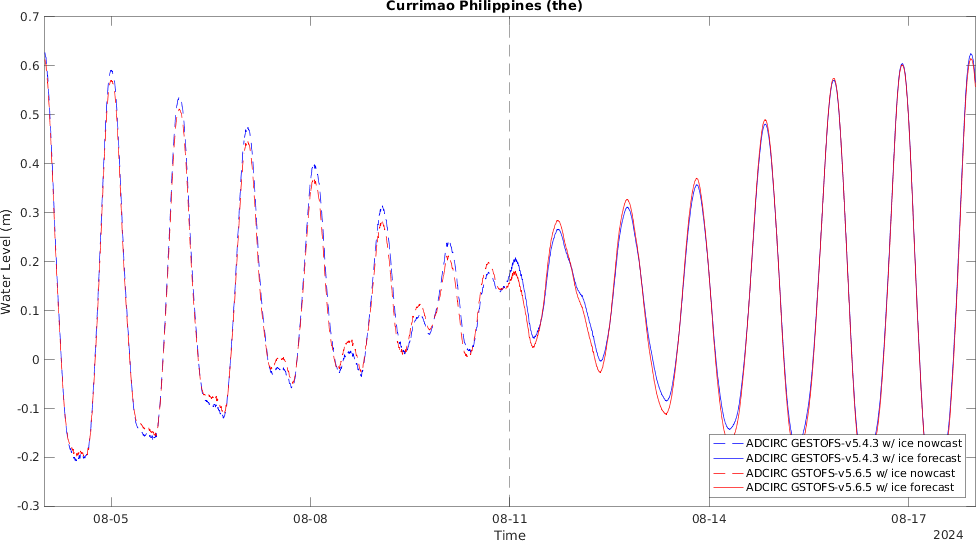 Currimao Philippines (the)
0.7
0.6
0.5
0.4
0.3
0.2
0.1
0
-0.1
-0.2
-0.3
Water Level (m)
ADCIRC GESTOFS-v5.4.3 w/ ice nowcast
ADCIRC GESTOFS-v5.4.3 w/ ice forecast
ADCIRC GSTOFS-v5.6.5 w/ ice nowcast
ADCIRC GSTOFS-v5.6.5 w/ ice forecast
08-05 08-08 08-11 08-14 08-17
Time
2024